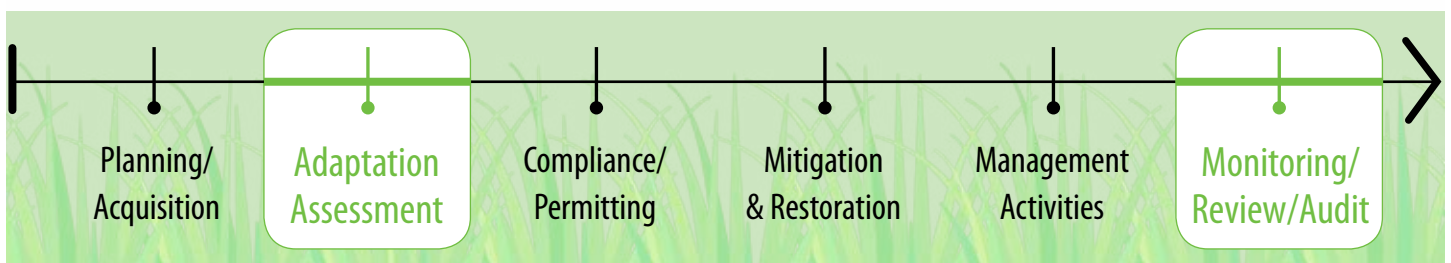 Planning/
Acquisition
Adaptation
Assessment
Compliance/
Permitting
Mitigation
& Restoration
Management
Activities
Monitoring/
Review/Audit